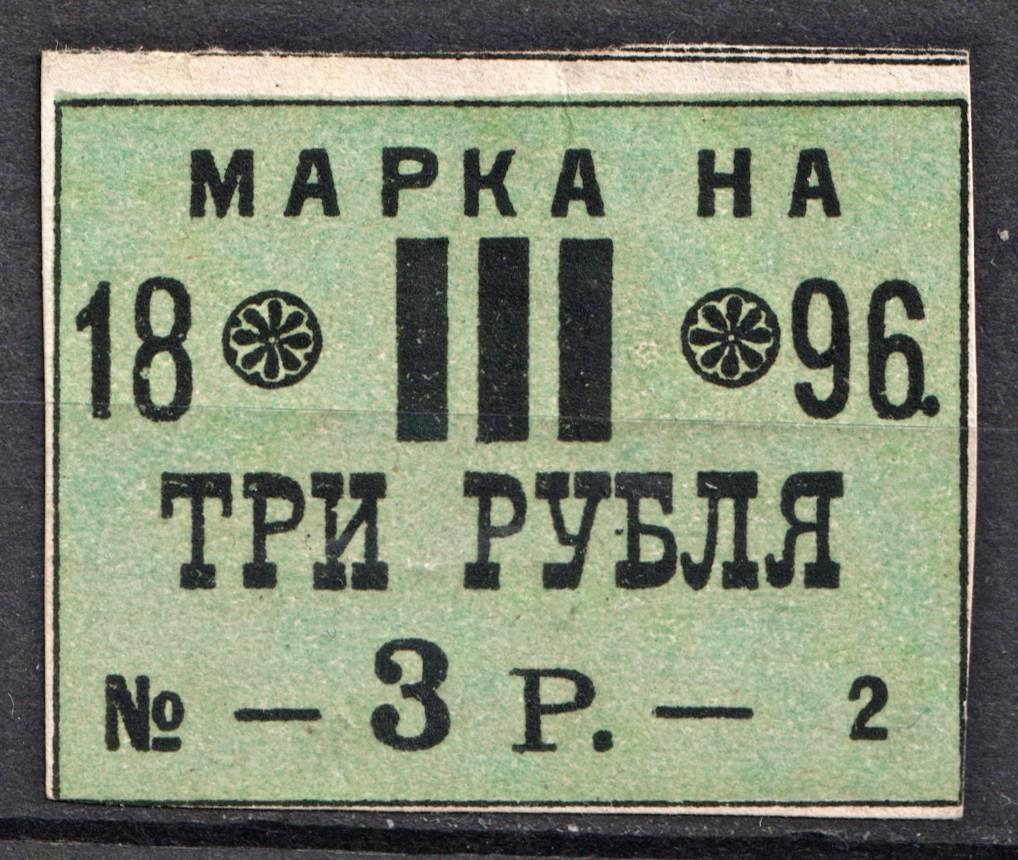 МАРКА НА
18 III 96.
ТРИ РУБЛЯ
№ — 3 Р. — 2